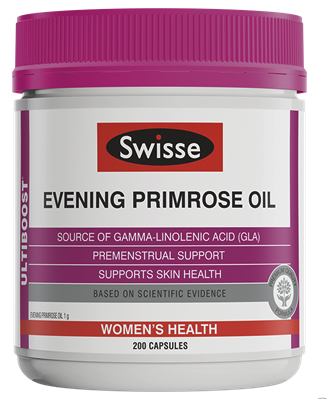 Swisse
ULTIBOOST
EVENING PRIMROSE OIL
SOURCE OF GAMMA-LINOLENIC ACID (GLA)
PREMENSTRUAL SUPPORT
SUPPORTS SKIN HEALTH
BASED ON SCIENTIFIC EVIDENCE
EVENING PRIMROSE OIL 1 g
WOMEN'S HEALTH
200 CAPSULES